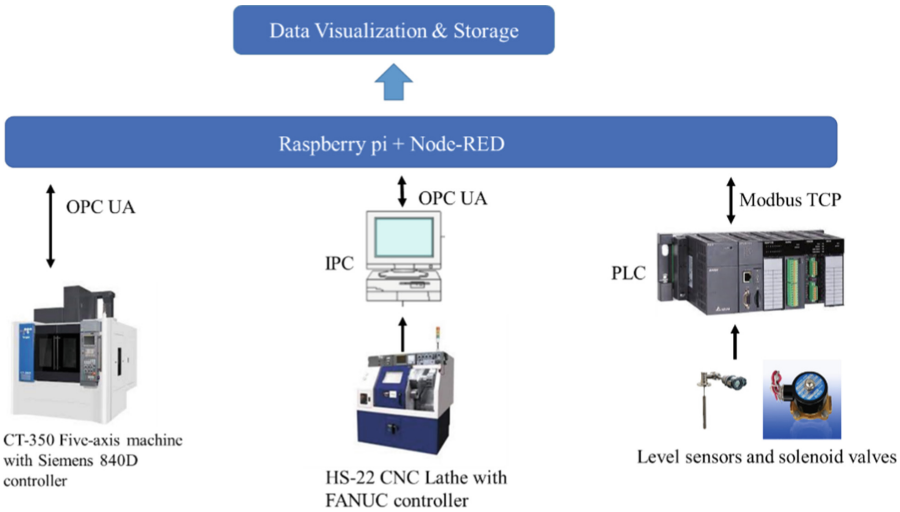 Data Visualization & Storage
Raspberry pi + Node-RED
OPC UA
OPC UA
Modbus TCP
IPC
PLC
CT-350 Five-axis machine
with Siemens 840D
controller
HS-22 CNC Lathe with
FANUC controller
Level sensors and solenoid valves